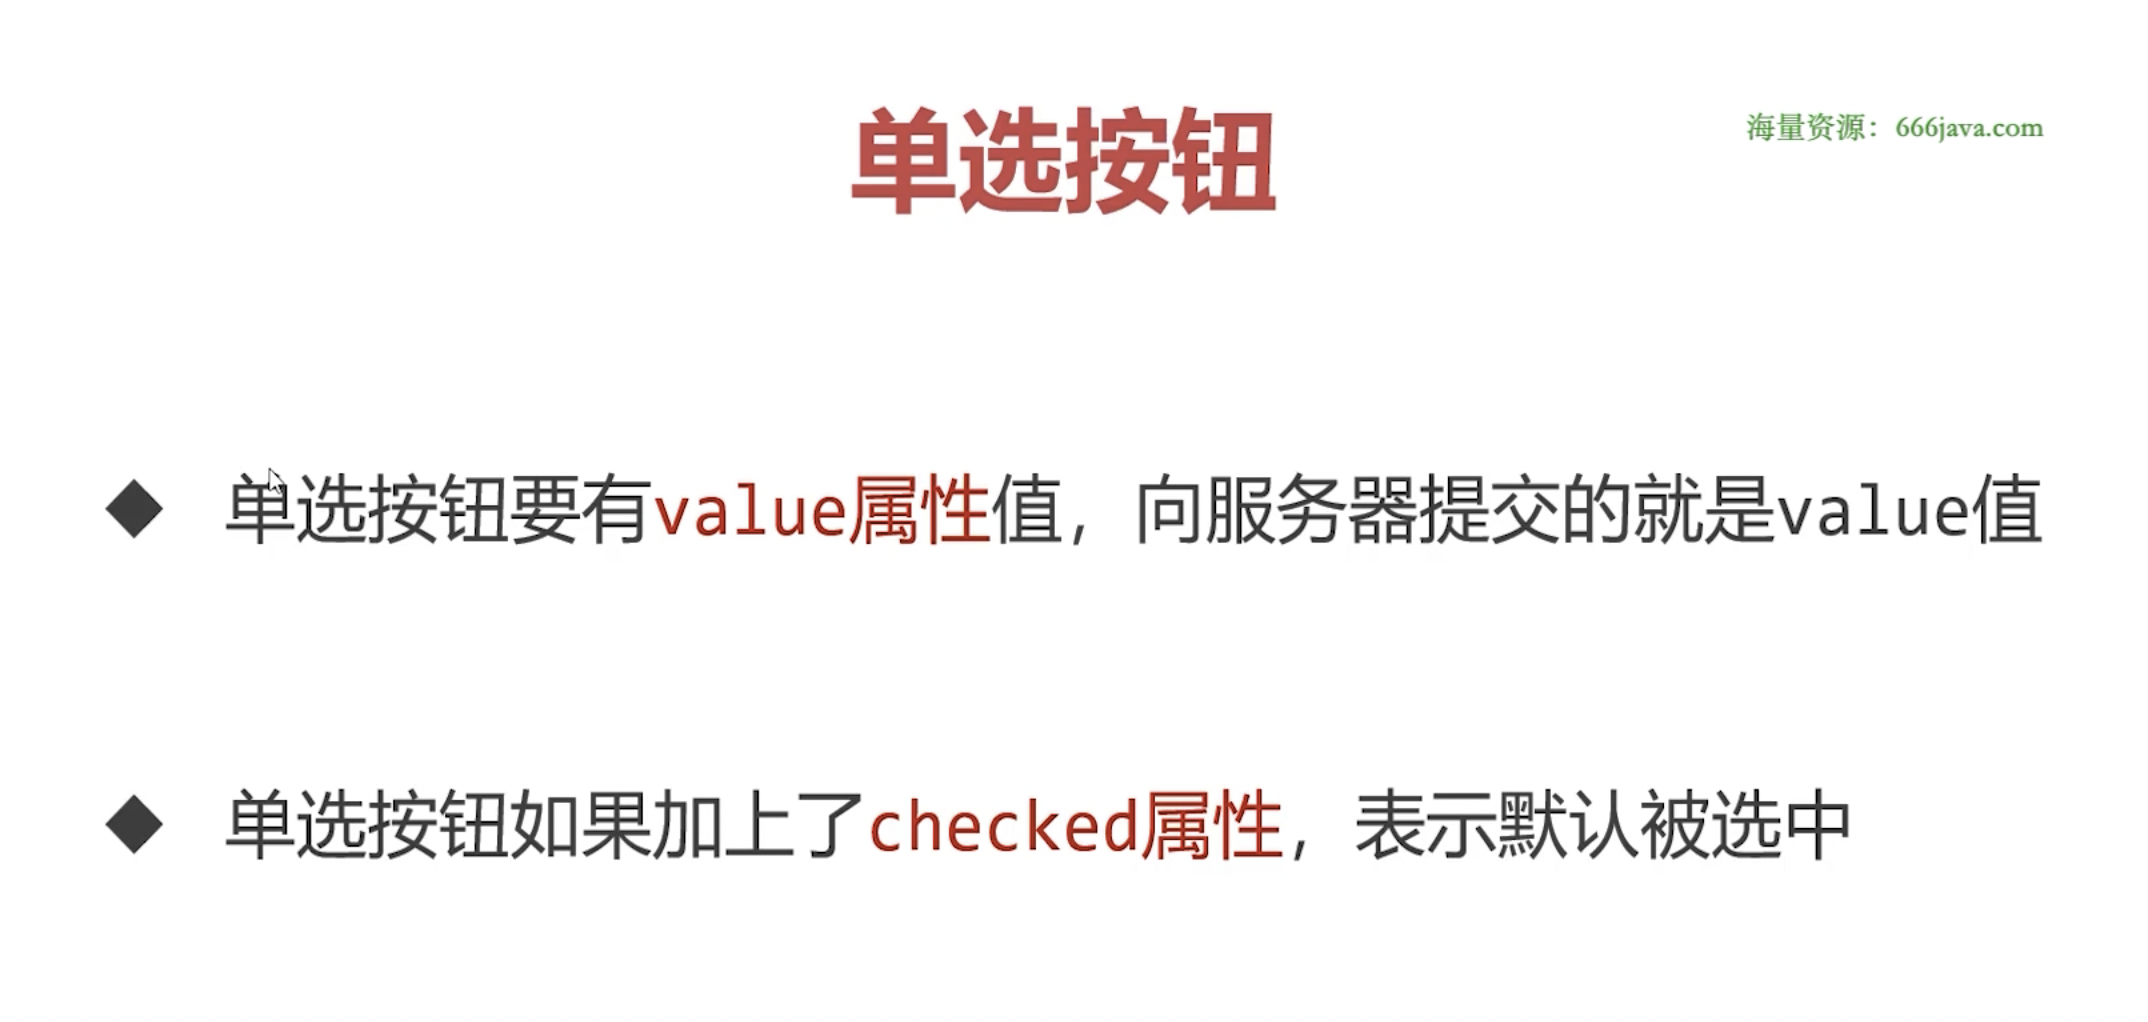 单选按钮
海量资源：666java.com
单选按钮要有value属性值，向服务器提交的就是value值
单选按钮如果加上了checked属性，表示默认被选中